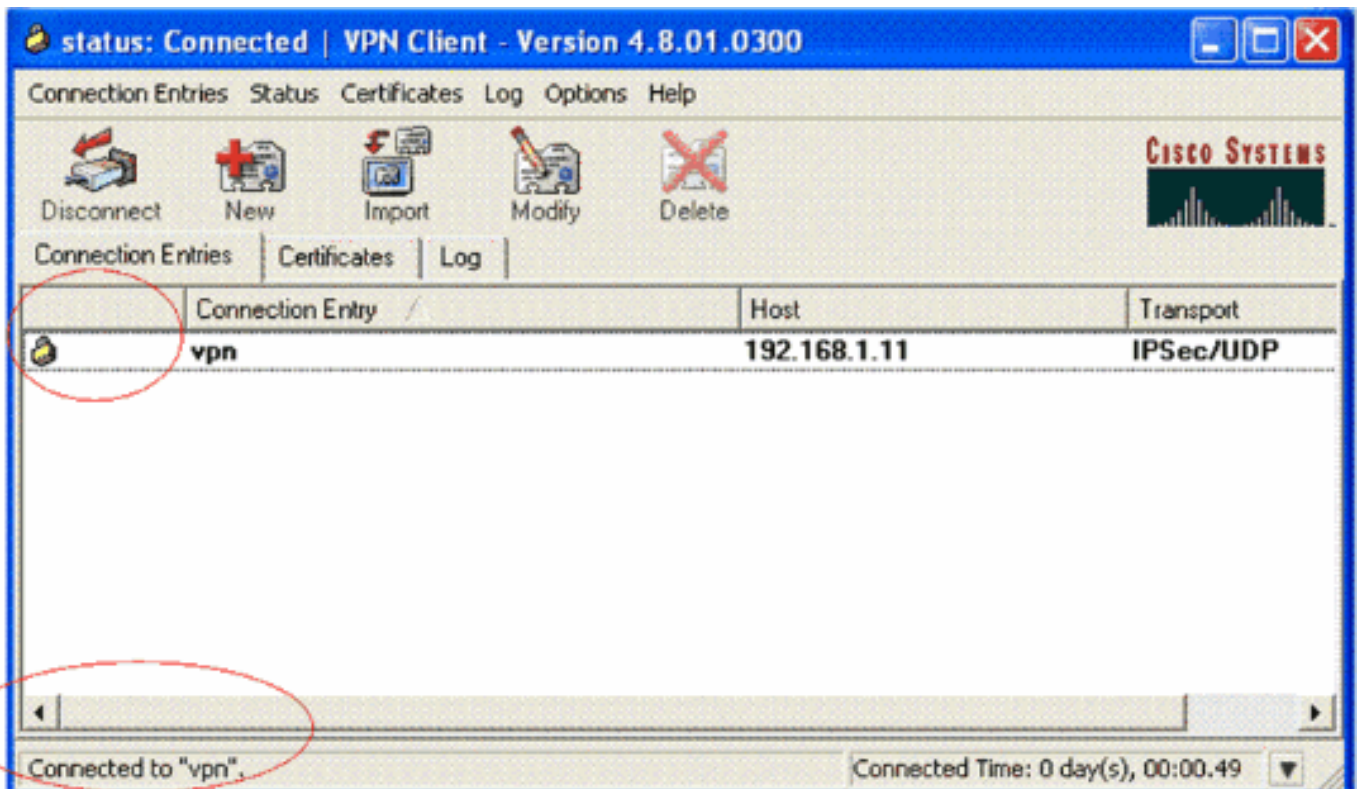 status: Connected | VPN Client - Version 4.8.01.0300
Connection Entries Status Certificates Log Options Help
Disconnect New Import Modify Delete
CISCO SYSTEMS
Connection Entries Certificates Log
Connection Entry Host Transport
vpn 192.168.1.11 IPSec/UDP
Connected to "vpn". Connected Time: 0 day(s), 00:00.49